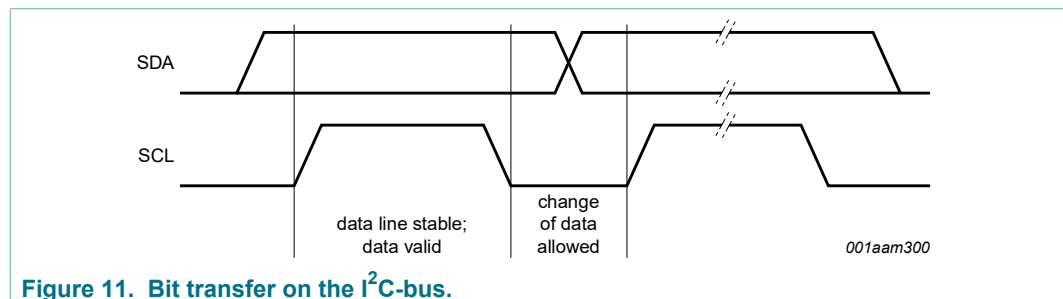 SDA
SCL
data line stable;
data valid
change
of data
allowed
001aam300
Figure 11. Bit transfer on the I²C-bus.